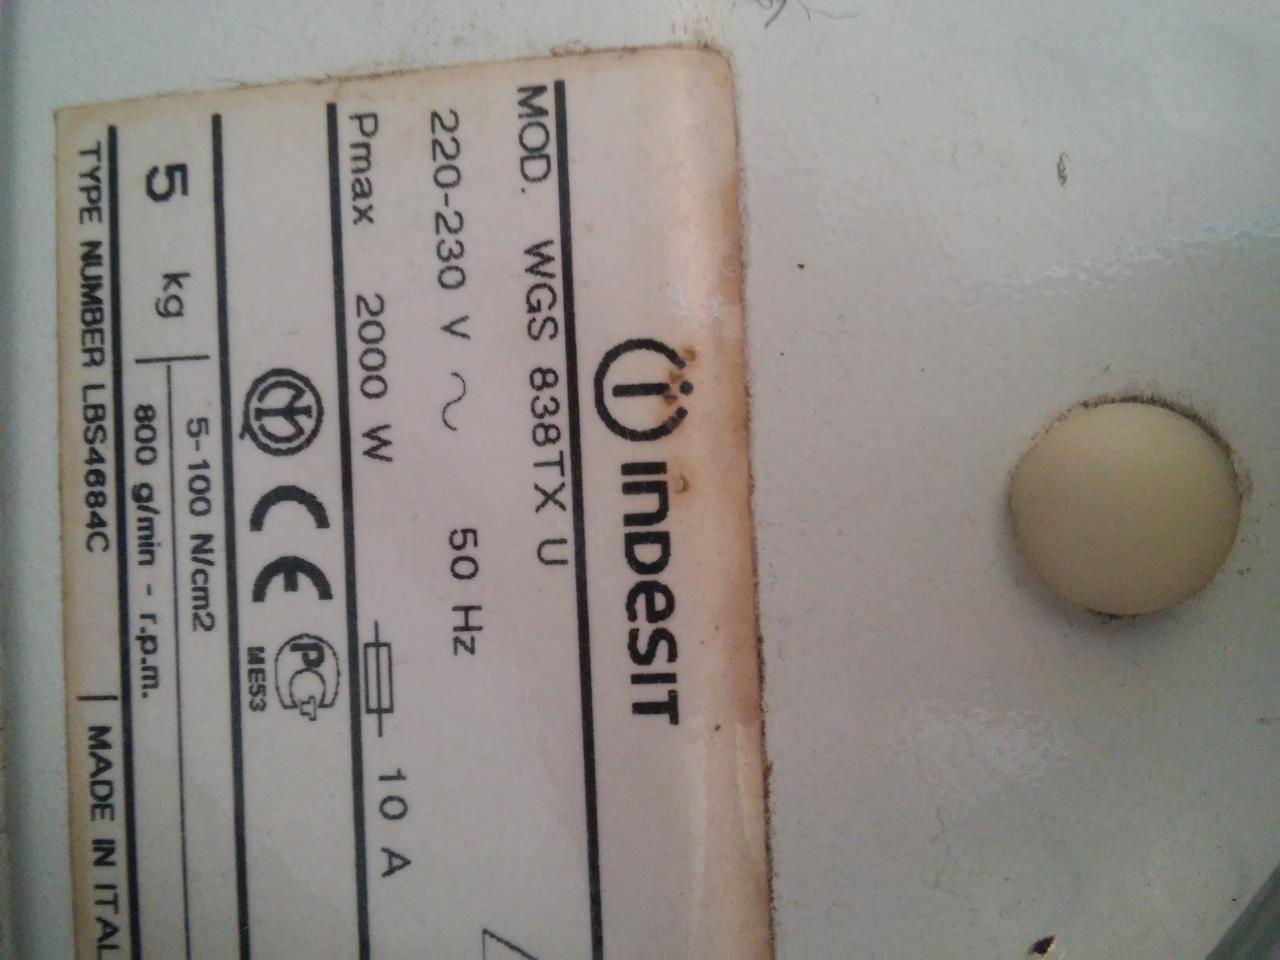 INDESIT
MOD. WGS 838TX U
220-230 V ~ 50 Hz
Pmax 2000 W 10 A
CE
ME53
5 kg
5-100 N/cm2
800 g/min - r.p.m.
TYPE NUMBER LBS4684C
MADE IN ITAL